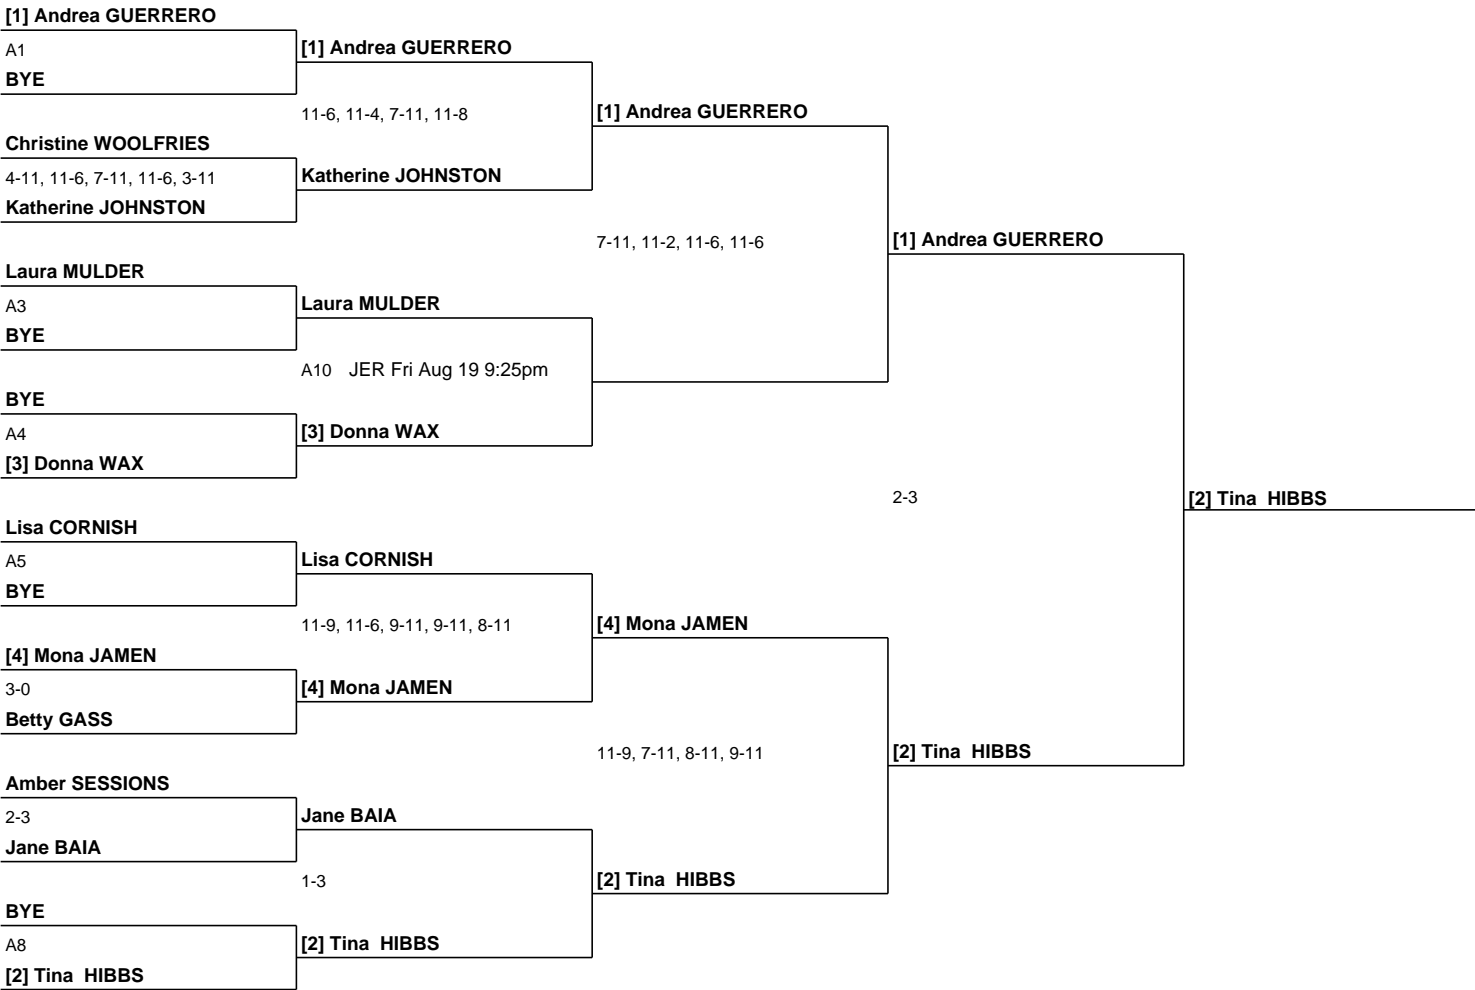 [1] Andrea GUERRERO
A1
BYE
[1] Andrea GUERRERO
11-6, 11-4, 7-11, 11-8
[1] Andrea GUERRERO
Christine WOOLFRIES
4-11, 11-6, 7-11, 11-6, 3-11
Katherine JOHNSTON
Katherine JOHNSTON
7-11, 11-2, 11-6, 11-6
[1] Andrea GUERRERO
Laura MULDER
A3
BYE
Laura MULDER
A10 JER Fri Aug 19 9:25pm
BYE
A4
[3] Donna WAX
[3] Donna WAX
2-3
[2] Tina HIBBS
Lisa CORNISH
A5
BYE
Lisa CORNISH
11-9, 11-6, 9-11, 9-11, 8-11
[4] Mona JAMEN
[4] Mona JAMEN
3-0
Betty GASS
[4] Mona JAMEN
11-9, 7-11, 8-11, 9-11
[2] Tina HIBBS
Amber SESSIONS
2-3
Jane BAIA
Jane BAIA
1-3
[2] Tina HIBBS
BYE
A8
[2] Tina HIBBS
[2] Tina HIBBS